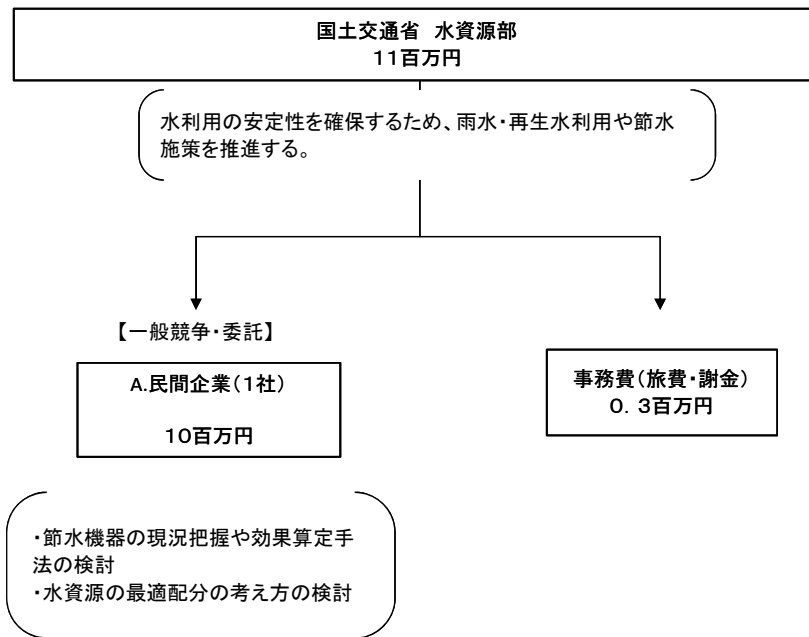 国土交通省　水資源部
11百万円
水利用の安定性を確保するため、雨水・再生水利用や節水
施策を推進する。
【一般競争・委託】
A.民間企業(1社)
10百万円
事務費(旅費・謝金)
0．3百万円
・節水機器の現況把握や効果算定手
法の検討
・水資源の最適配分の考え方の検討